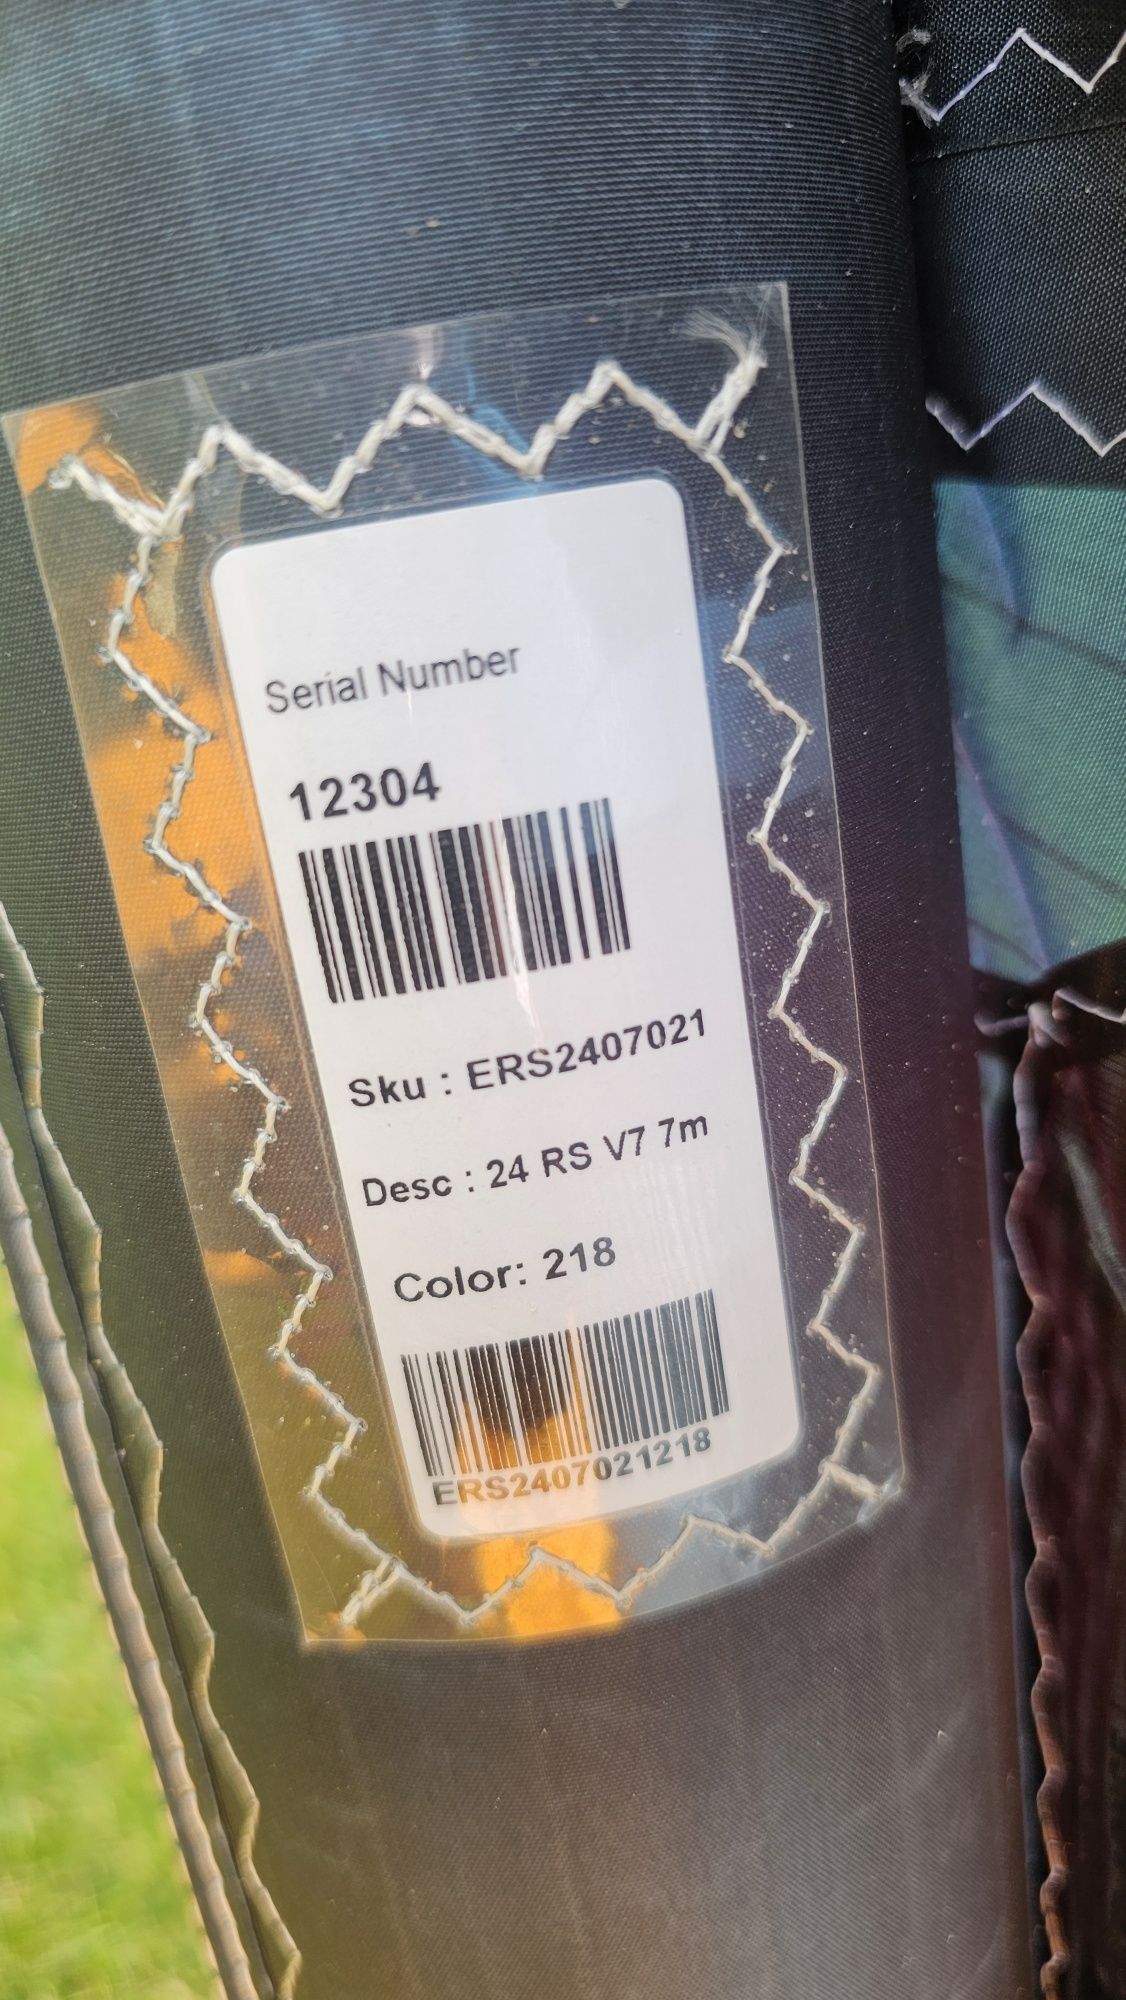 Serial Number
12304
Sku : ERS2407021
Desc : 24 RS V7 7m
Color: 218
ERS2407021218